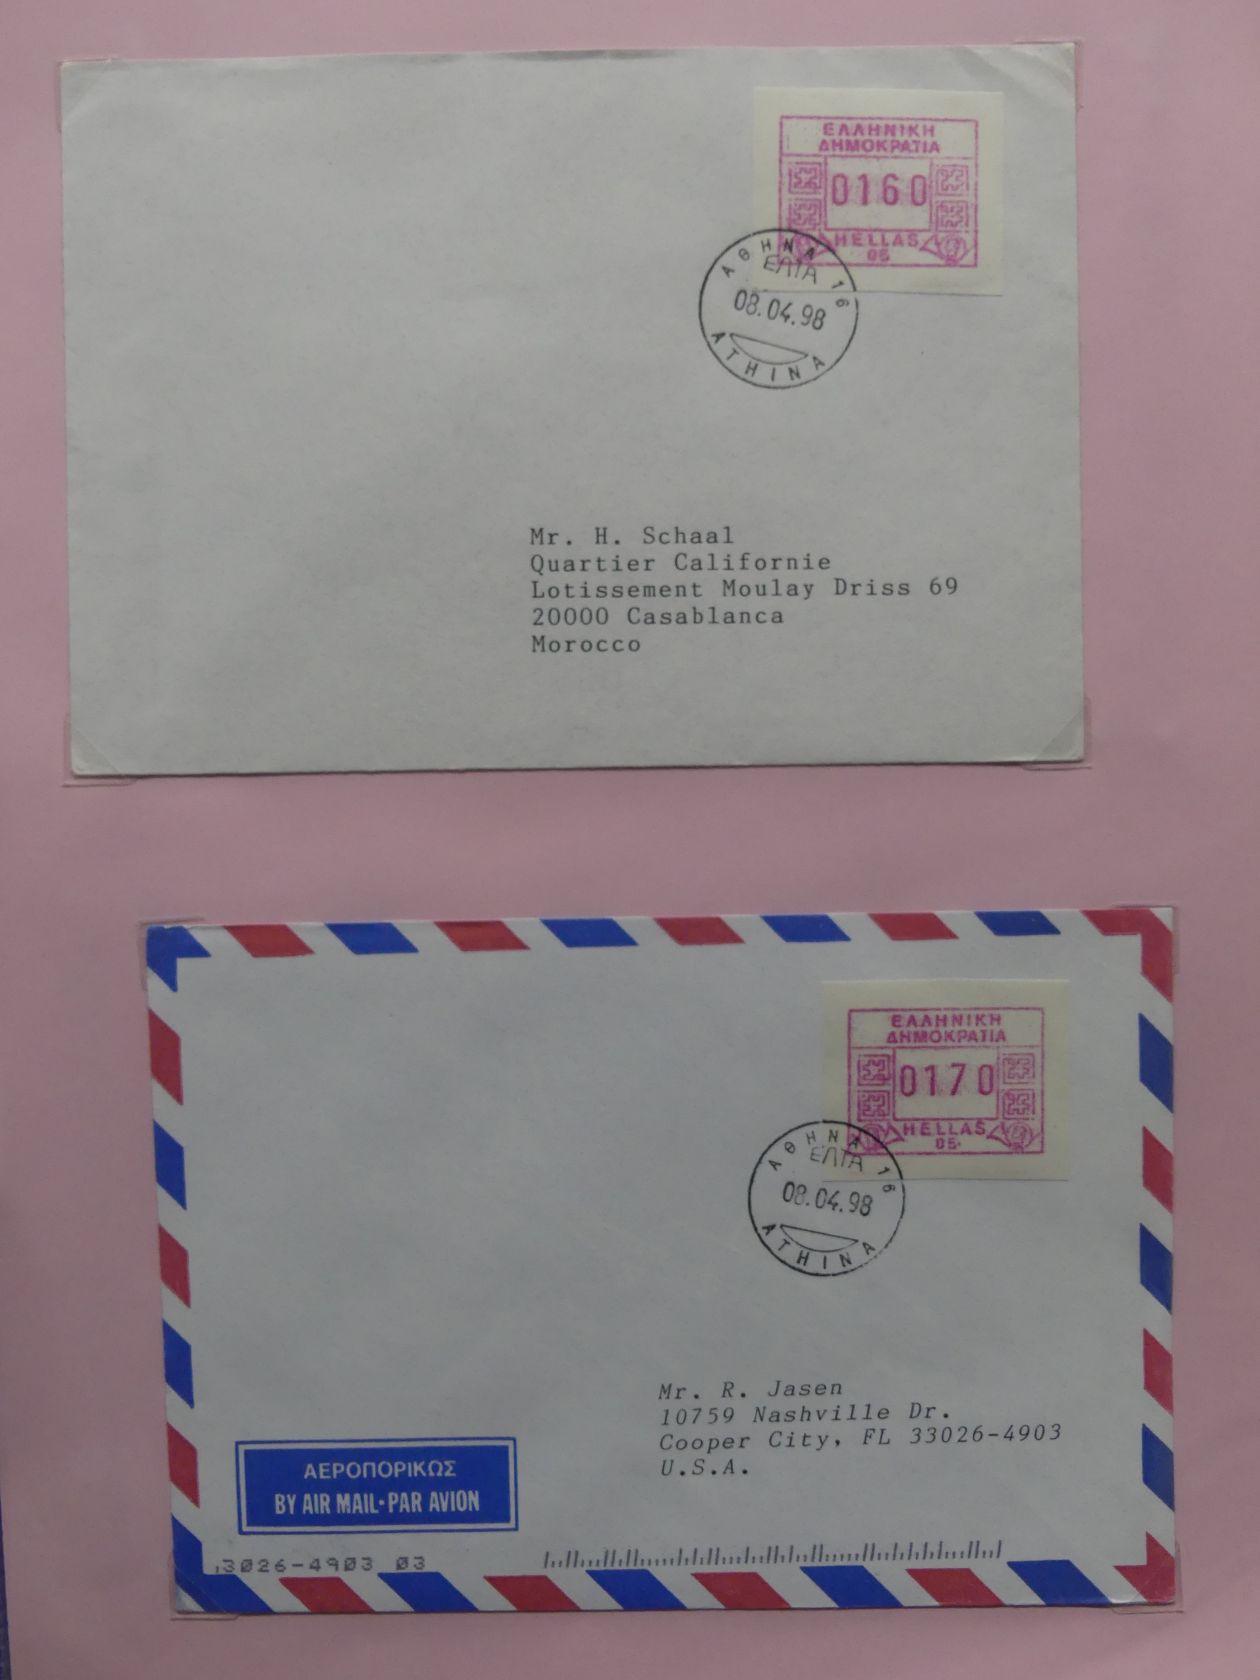 ΕΛΛΗΝΙΚΗ
ΔΗΜΟΚΡΑΤΙΑ
0160
HELLAS
05
ΑΘΗΝΑ 16
ΕΛΤΑ
08.04.98
ATHINA
Mr. H. Schaal
Quartier Californie
Lotissement Moulay Driss 69
20000 Casablanca
Morocco
ΕΛΛΗΝΙΚΗ
ΔΗΜΟΚΡΑΤΙΑ
0170
HELLAS
05
ΑΘΗΝΑ 16
ΕΛΤΑ
08.04.98
ATHINA
Mr. R. Jasen
10759 Nashville Dr.
Cooper City, FL 33026-4903
U.S.A.
ΑΕΡΟΠΟΡΙΚΩΣ
BY AIR MAIL·PAR AVION
3026-4903 03